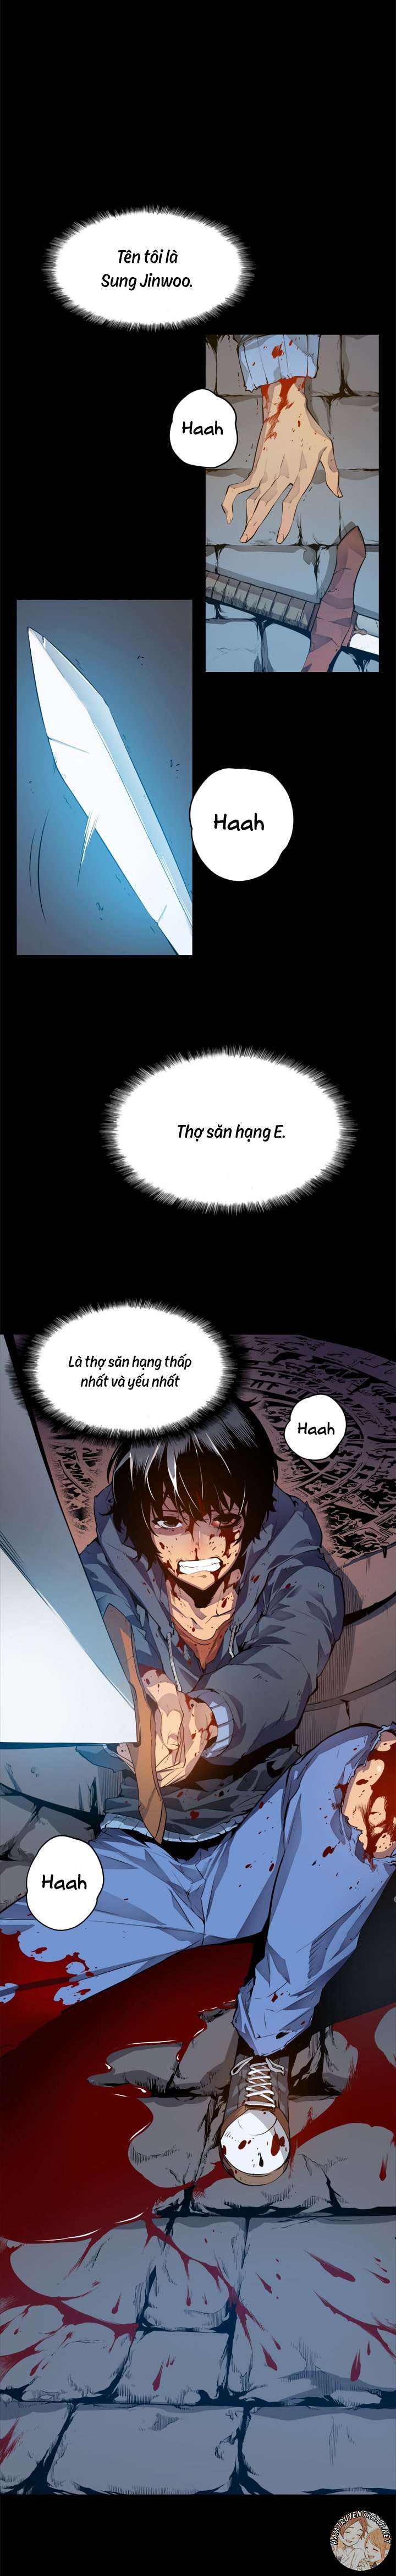 Tên tôi là
Sung Jinwoo.
Haah
Haah
Thợ săn hạng E.
Là thợ săn hạng thấp
nhất và yếu nhất
Haah
Haah